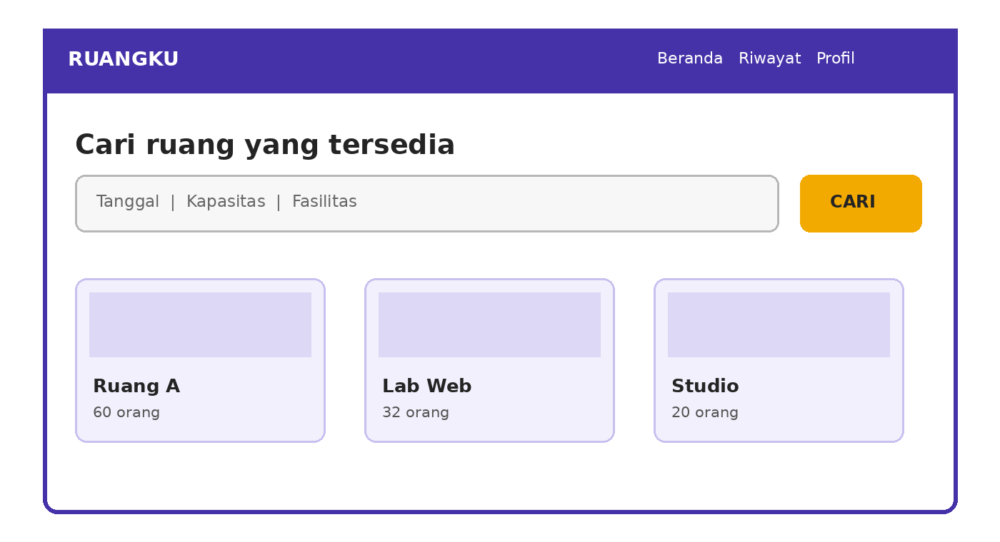 RUANGKU
Beranda Riwayat Profil
Cari ruang yang tersedia
Tanggal | Kapasitas | Fasilitas
CARI
Ruang A
60 orang
Lab Web
32 orang
Studio
20 orang